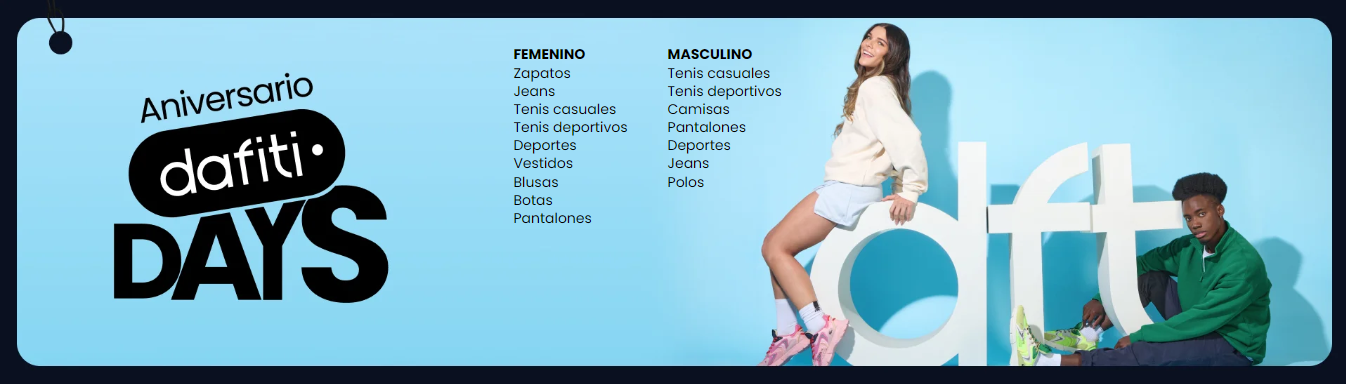 Aniversario
dafiti
DAYS
FEMENINO
Zapatos
Jeans
Tenis casuales
Tenis deportivos
Deportes
Vestidos
Blusas
Botas
Pantalones
MASCULINO
Tenis casuales
Tenis deportivos
Camisas
Pantalones
Deportes
Jeans
Polos
dft